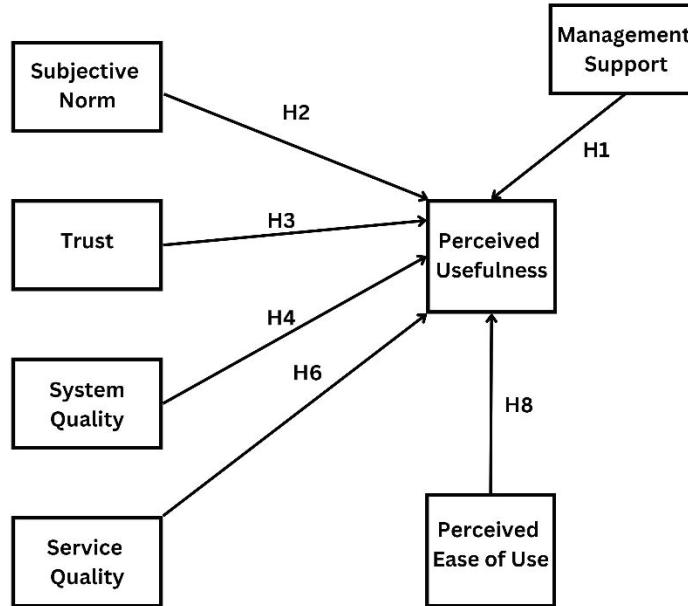 Management
Support
Subjective
Norm
H2
H1
Trust
H3
Perceived
Usefulness
H4
System
Quality
H6
H8
Service
Quality
Perceived
Ease of Use